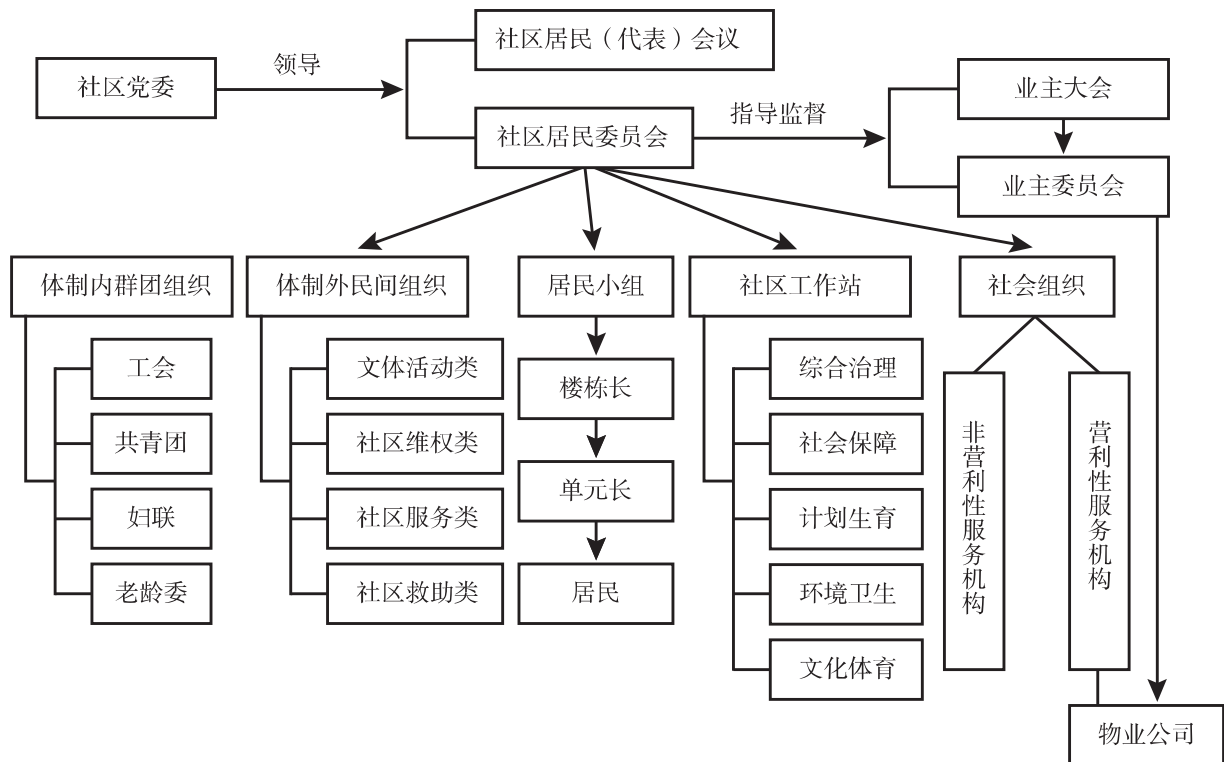 社区居民（代表）会议
领导
社区党委
业主大会
指导监督
社区居民委员会
业主委员会
体制内群团组织
体制外民间组织
居民小组
社区工作站
社会组织
工会
共青团
妇联
老龄委
文体活动类
社区维权类
社区服务类
社区救助类
楼栋长
单元长
居民
综合治理
社会保障
计划生育
环境卫生
文化体育
非营利性服务机构
营利性服务机构
物业公司